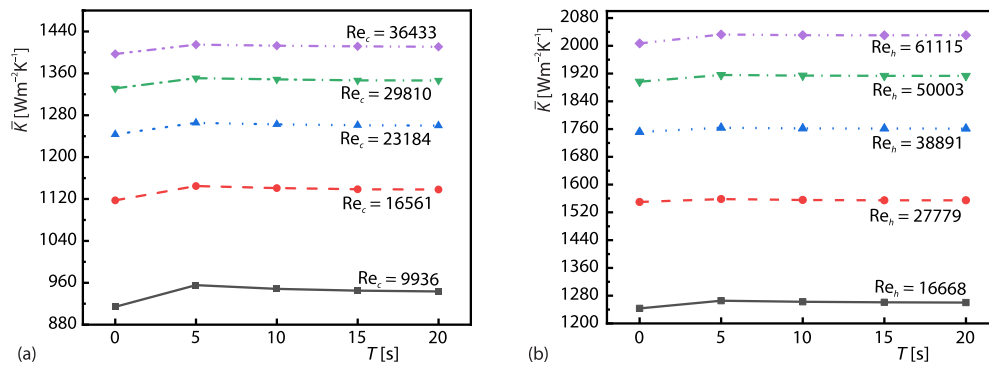 1440
1360
1280
1200
1120
1040
960
880
K̅ [Wm⁻²K⁻¹]
Re_c = 36433
Re_c = 29810
Re_c = 23184
Re_c = 16561
Re_c = 9936
0 5 10 15 20
(a) T [s]
2080
2000
1920
1840
1760
1680
1600
1520
1440
1360
1280
1200
K̅ [Wm⁻²K⁻¹]
Re_h = 61115
Re_h = 50003
Re_h = 38891
Re_h = 27779
Re_h = 16668
0 5 10 15 20
(b) T [s]